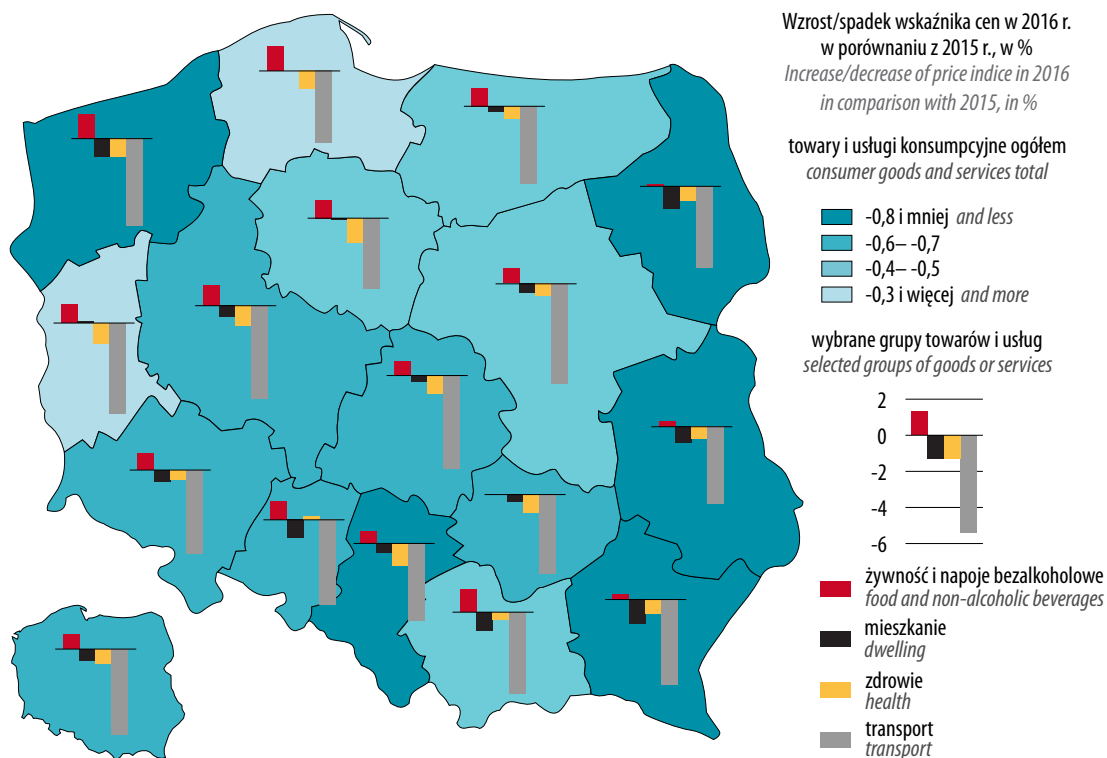 Wzrost/spadek wskaźnika cen w 2016 r.
w porównaniu z 2015 r., w %
Increase/decrease of price indice in 2016
in comparison with 2015, in %
towary i usługi konsumpcyjne ogółem
consumer goods and services total
-0,8 i mniej and less
-0,6– -0,7
-0,4– -0,5
-0,3 i więcej and more
wybrane grupy towarów i usług
selected groups of goods or services
2
0
-2
-4
-6
żywność i napoje bezalkoholowe
food and non-alcoholic beverages
mieszkanie
dwelling
zdrowie
health
transport
transport